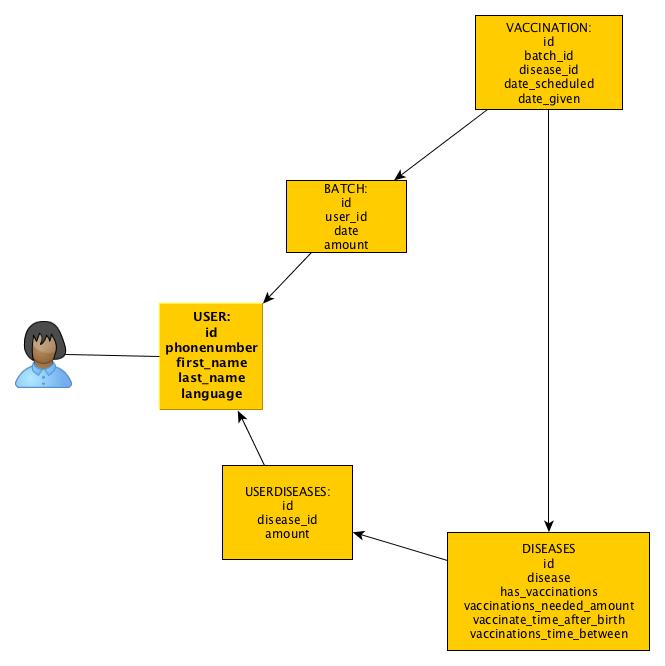 VACCINATION:
id
batch_id
disease_id
date_scheduled
date_given
BATCH:
id
user_id
date
amount
USER:
id
phonenumber
first_name
last_name
language
USERDISEASES:
id
disease_id
amount
DISEASES
id
disease
has_vaccinations
vaccinations_needed_amount
vaccinate_time_after_birth
vaccinations_time_between